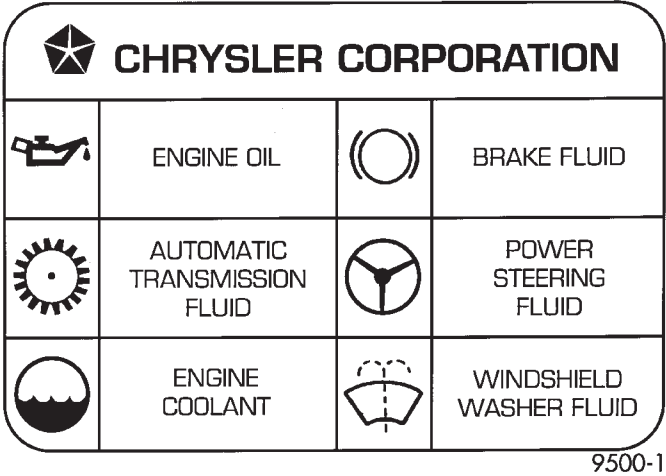 CHRYSLER CORPORATION
ENGINE OIL
BRAKE FLUID
AUTOMATIC
TRANSMISSION
FLUID
POWER
STEERING
FLUID
ENGINE
COOLANT
WINDSHIELD
WASHER FLUID
9500-1